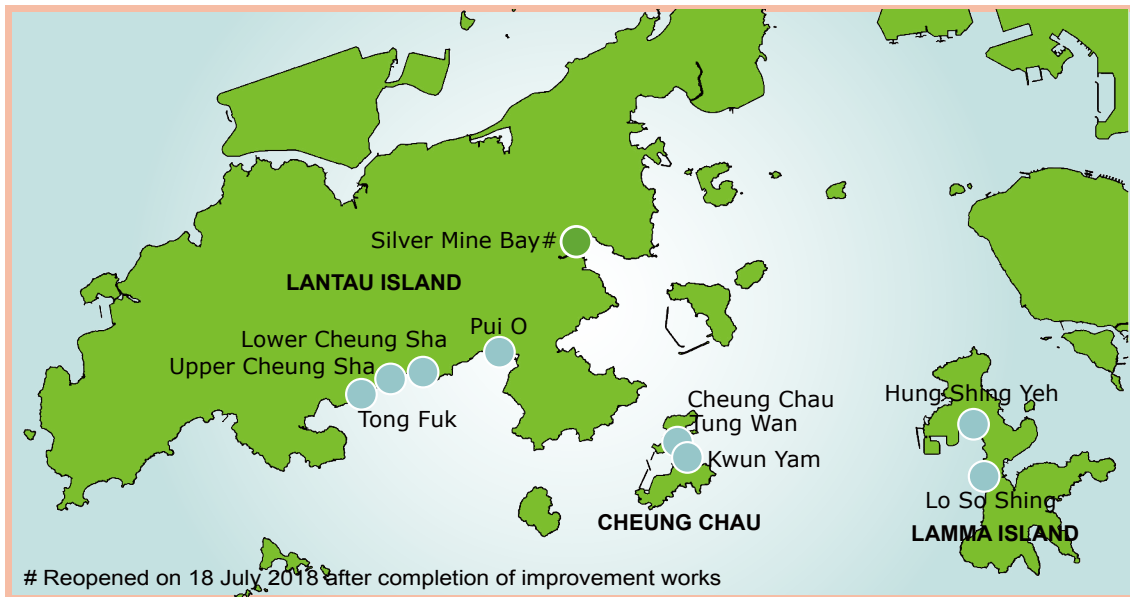 Silver Mine Bay#
LANTAU ISLAND
Pui O
Lower Cheung Sha
Upper Cheung Sha
Tong Fuk
Cheung Chau
Tung Wan
Kwun Yam
CHEUNG CHAU
Hung Shing Yeh
Lo So Shing
LAMMA ISLAND
# Reopened on 18 July 2018 after completion of improvement works